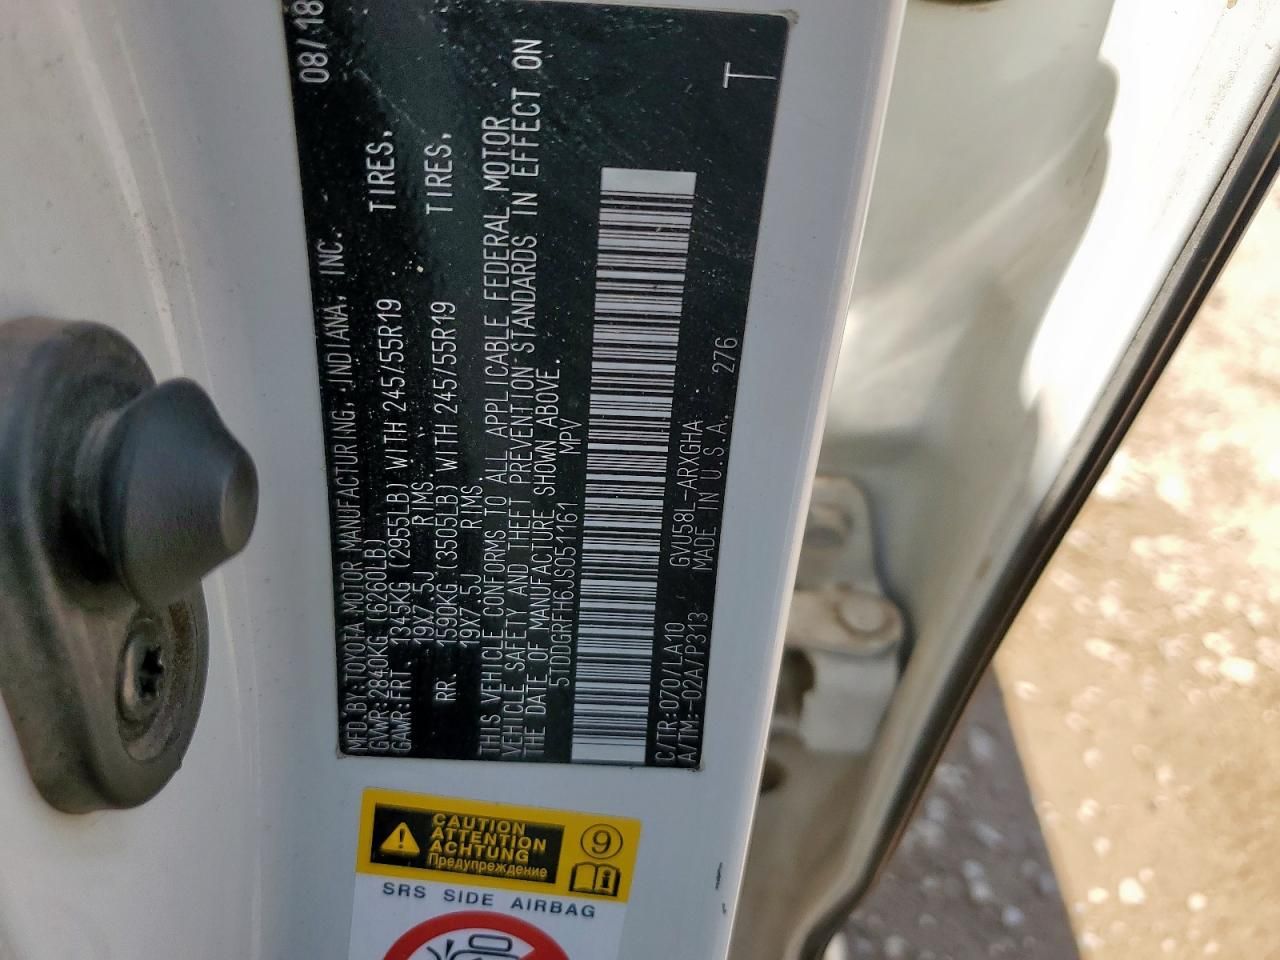 MFD.BY:TOYOTA MOTOR MANUFACTURING, INDIANA, INC. 08/18
GVWR:2840KG (6260LB)
GAWR:FRT. 1345KG (2955LB) WITH 245/55R19 TIRES,
19X7.5J RIMS.
RR. 1590KG (3505LB) WITH 245/55R19 TIRES,
19X7.5J RIMS
THIS VEHICLE CONFORMS TO ALL APPLICABLE FEDERAL MOTOR
VEHICLE SAFETY AND THEFT PREVENTION STANDARDS IN EFFECT ON
THE DATE OF MANUFACTURE SHOWN ABOVE.
5TDDGRFH6JS051161 MPV
C/TR:070/LA10 GVU58L-ARXGHA
A/TM:-02A/P313 MADE IN U.S.A. 276 T
CAUTION
ATTENTION
ACHTUNG
Предупреждение
9
i
SRS SIDE AIRBAG